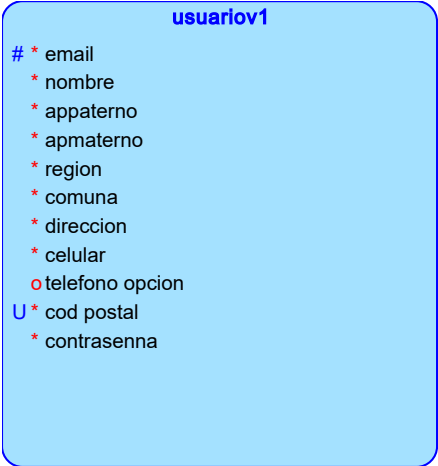 usuariov1
# * email
* nombre
* appaterno
* apmaterno
* region
* comuna
* direccion
* celular
o telefono opcion
U * cod postal
* contrasenna